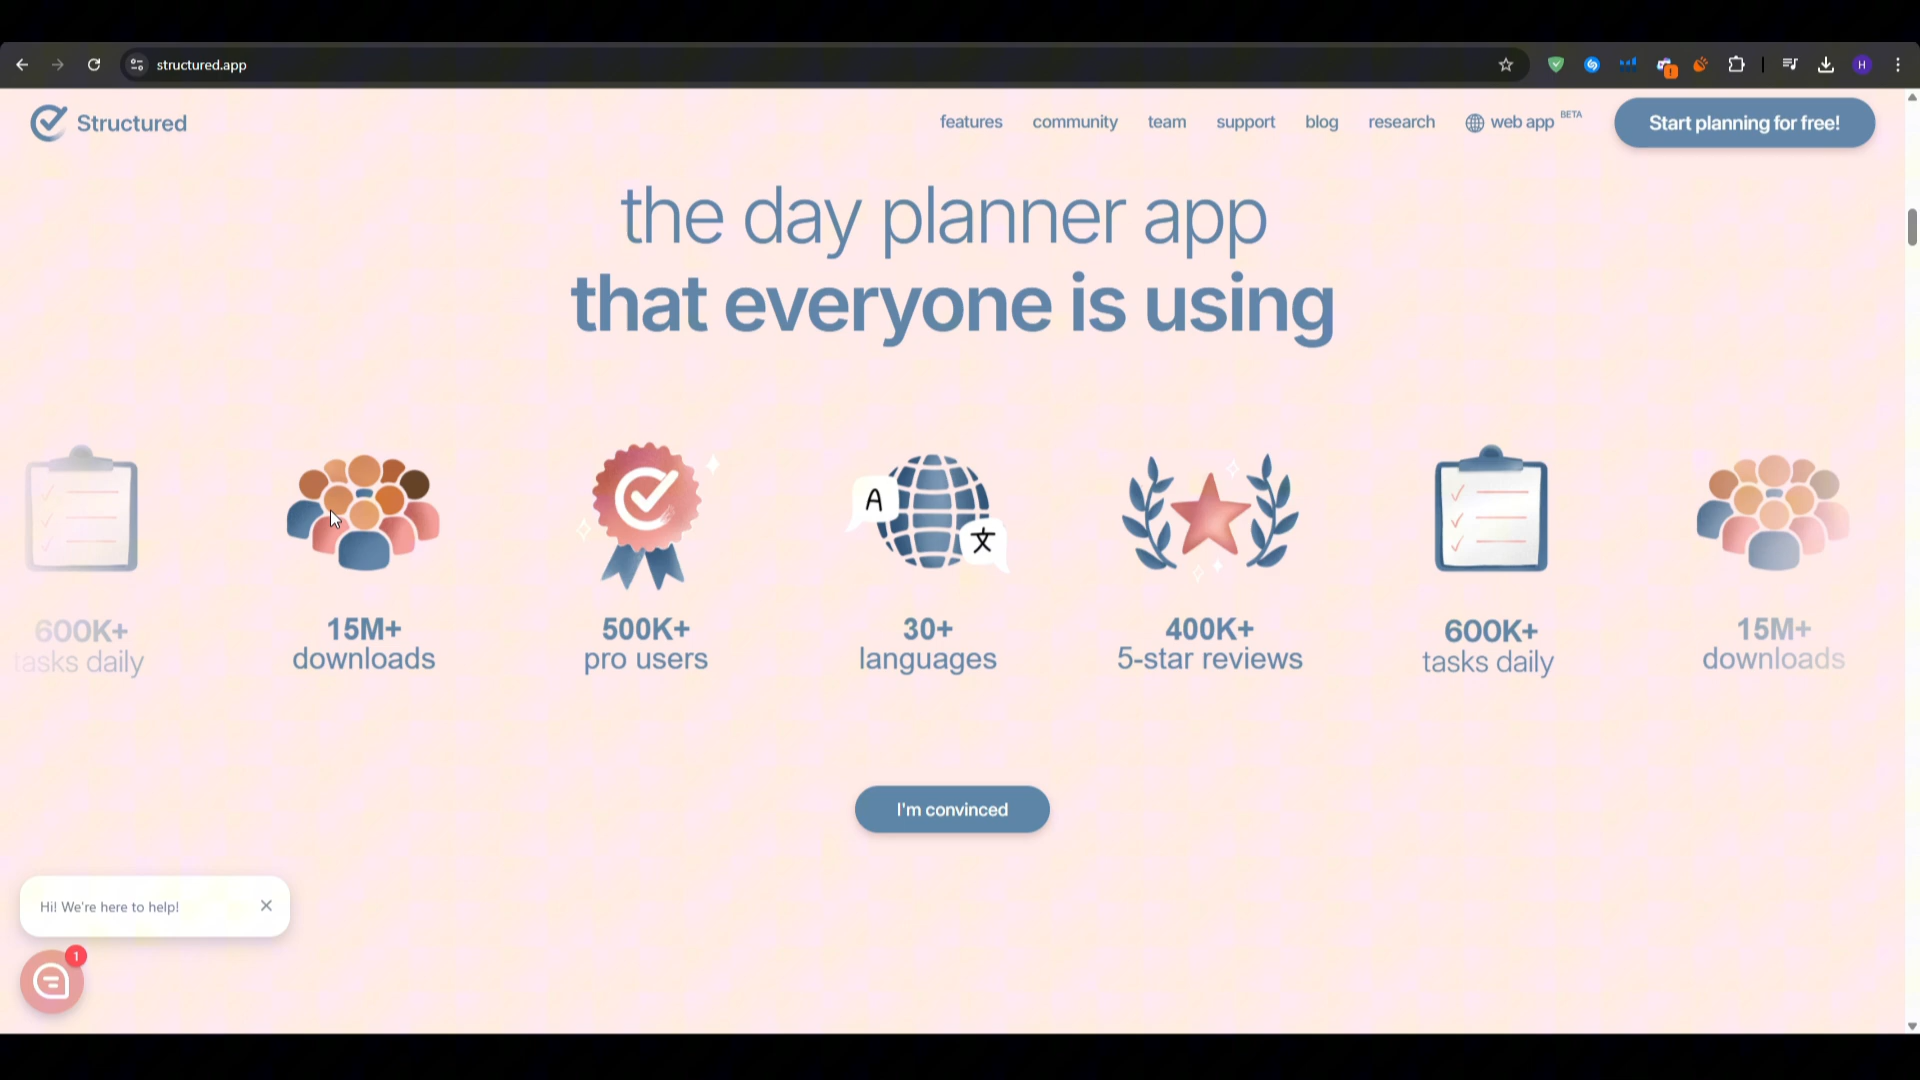 structured.app
H
Structured
features
community
team
support
blog
research
web app BETA
Start planning for free!
the day planner app
that everyone is using
A
文
600K+
tasks daily
15M+
downloads
500K+
pro users
30+
languages
400K+
5-star reviews
600K+
tasks daily
15M+
downloads
I'm convinced
Hi! We're here to help!
1